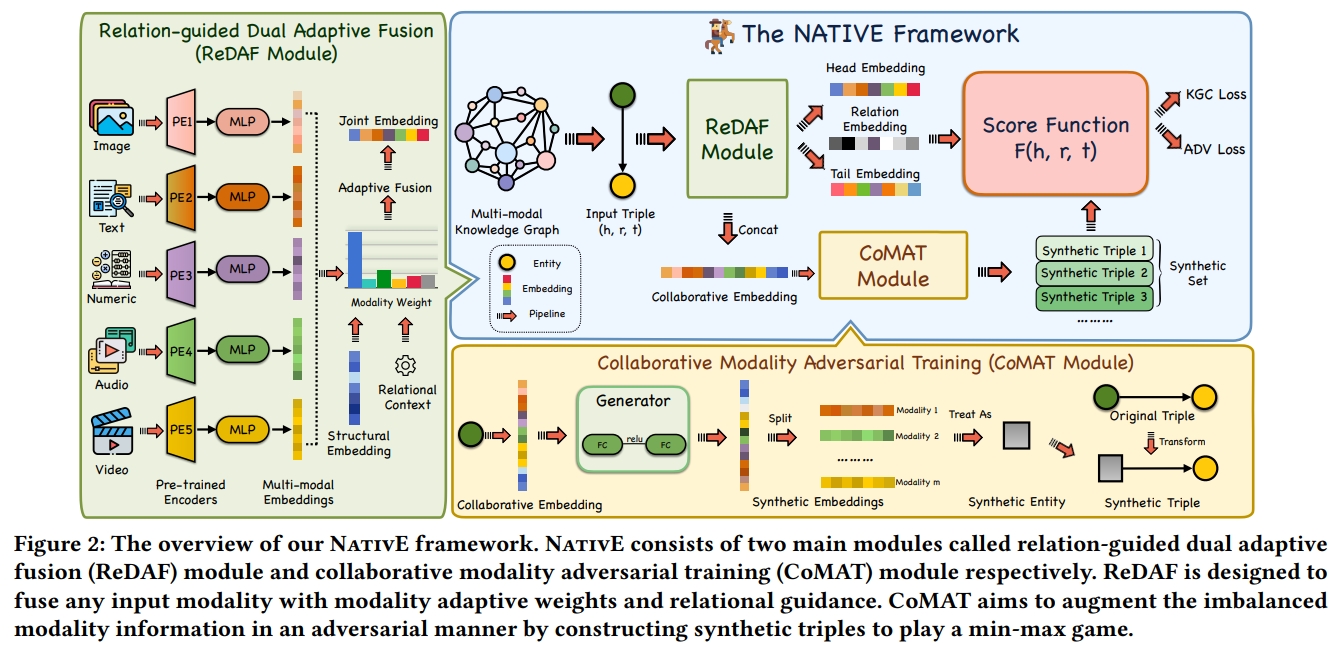 Relation-guided Dual Adaptive Fusion
(ReDAF Module)
Image
PE1
MLP
Text
PE2
MLP
Numeric
PE3
MLP
Audio
PE4
MLP
Video
PE5
MLP
Pre-trained
Encoders
Multi-modal
Embeddings
Joint Embedding
Adaptive Fusion
Modality Weight
Relational
Context
Structural
Embedding
The NATIVE Framework
Multi-modal
Knowledge Graph
Input Triple
(h, r, t)
ReDAF
Module
Head Embedding
Relation
Embedding
Tail Embedding
Score Function
F(h, r, t)
KGC Loss
ADV Loss
Entity
Embedding
Pipeline
Concat
Collaborative Embedding
CoMAT
Module
Synthetic Triple 1
Synthetic Triple 2
Synthetic Triple 3
………
Synthetic
Set
Collaborative Modality Adversarial Training (CoMAT Module)
Collaborative Embedding
Generator
FC
relu
FC
Split
Modality 1
Modality 2
………
Modality m
Synthetic Embeddings
Treat As
Synthetic Entity
Original Triple
Transform
Synthetic Triple
Figure 2: The overview of our NATIVE framework. NATIVE consists of two main modules called relation-guided dual adaptive
fusion (ReDAF) module and collaborative modality adversarial training (CoMAT) module respectively. ReDAF is designed to
fuse any input modality with modality adaptive weights and relational guidance. CoMAT aims to augment the imbalanced
modality information in an adversarial manner by constructing synthetic triples to play a min-max game.